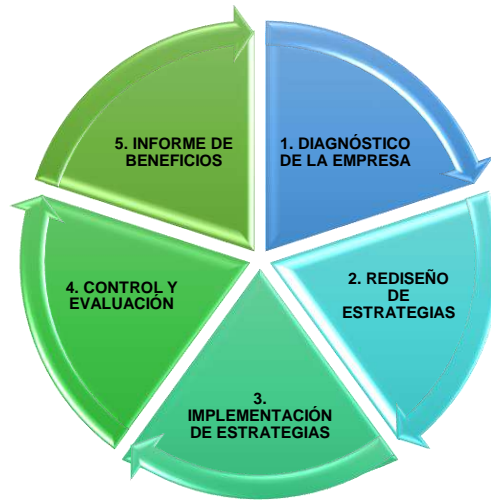 1. DIAGNÓSTICO
DE LA EMPRESA
2. REDISEÑO
DE
ESTRATEGIAS
3.
IMPLEMENTACIÓN
DE ESTRATEGIAS
4. CONTROL Y
EVALUACIÓN
5. INFORME DE
BENEFICIOS